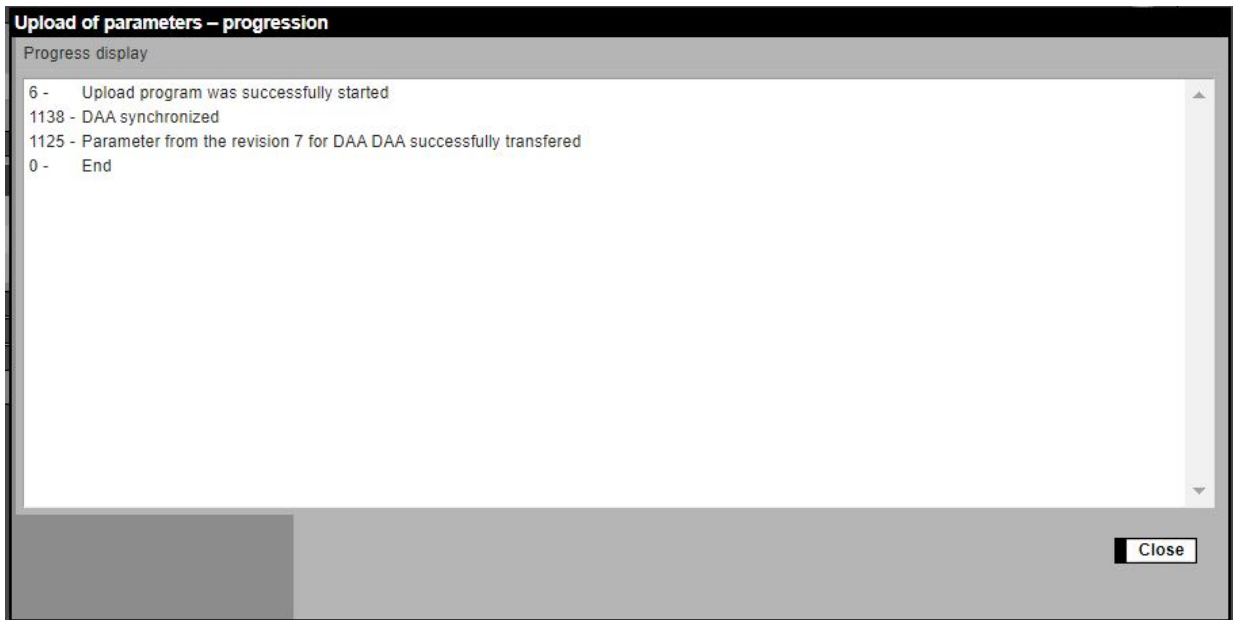 Upload of parameters – progression
Progress display
6 - Upload program was successfully started
1138 - DAA synchronized
1125 - Parameter from the revision 7 for DAA DAA successfully transfered
0 - End
Close